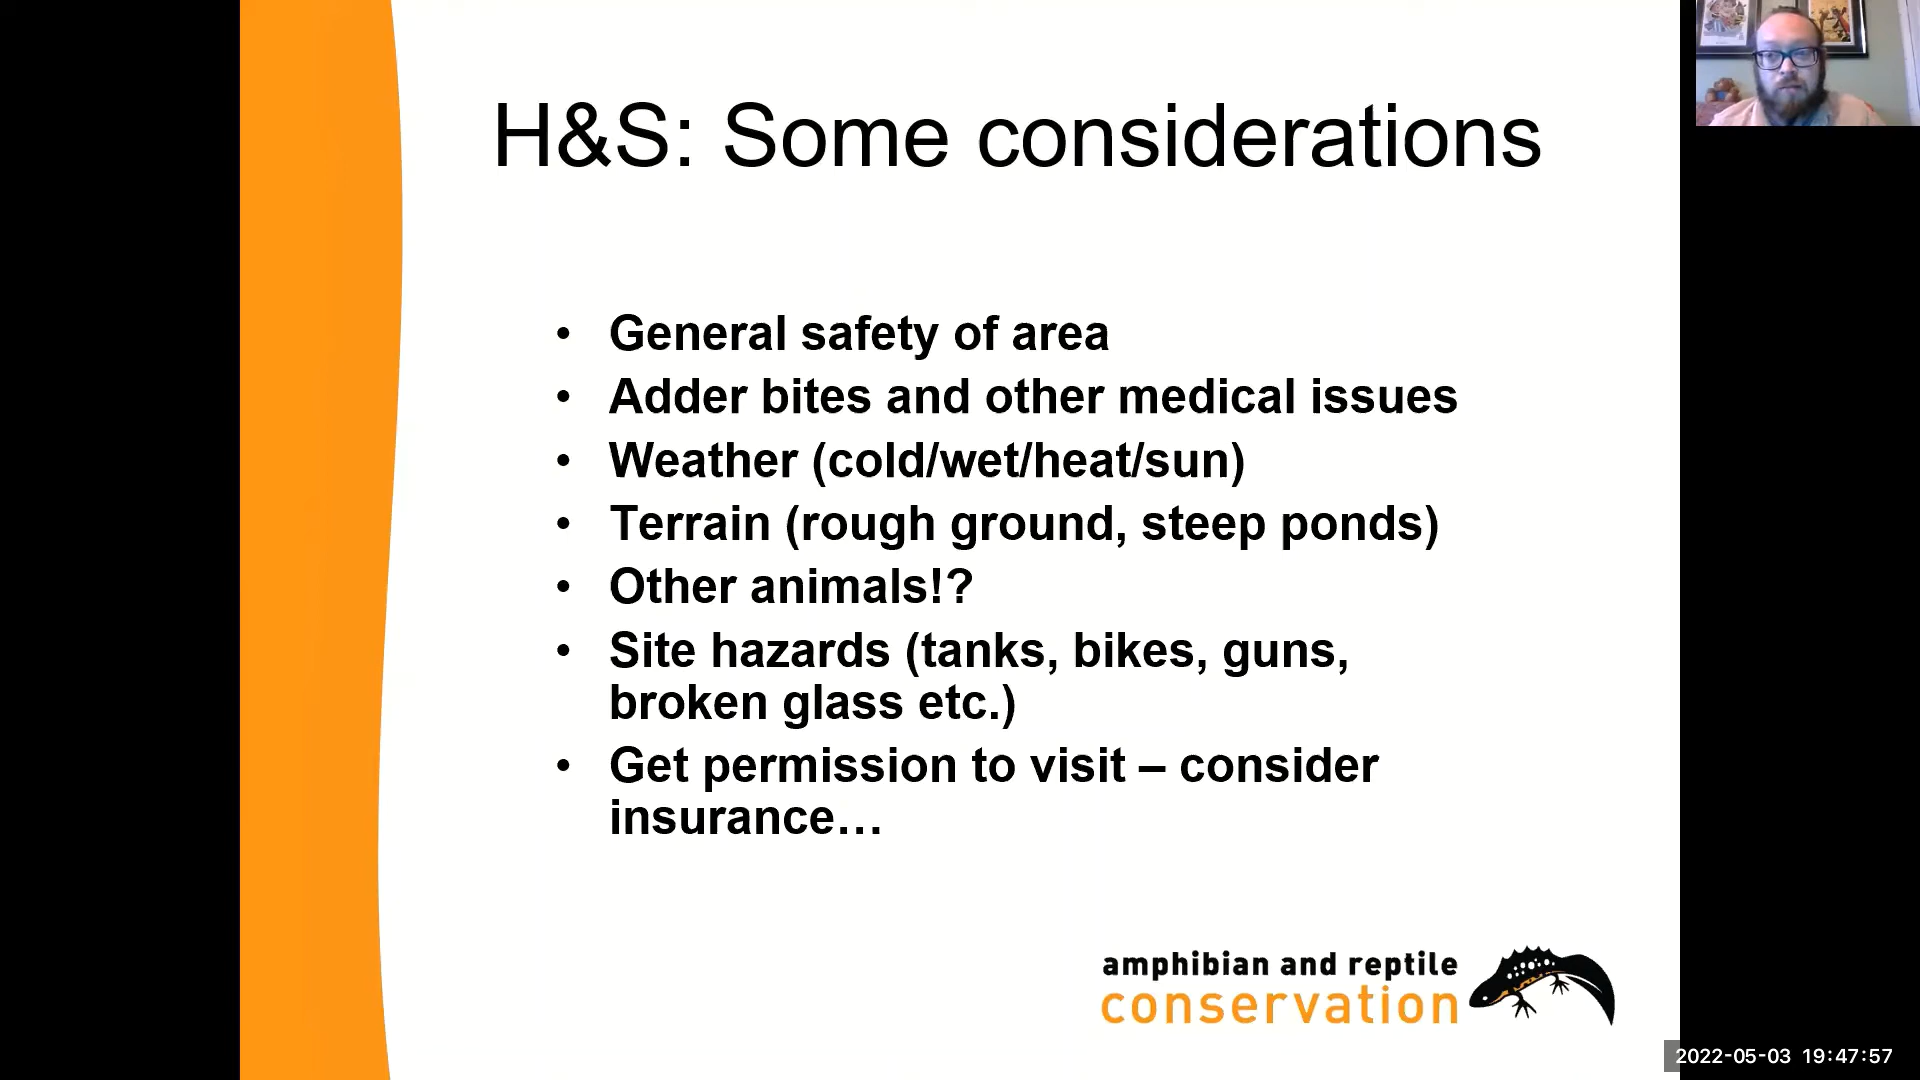 H&S: Some considerations
• General safety of area
• Adder bites and other medical issues
• Weather (cold/wet/heat/sun)
• Terrain (rough ground, steep ponds)
• Other animals!?
• Site hazards (tanks, bikes, guns,
broken glass etc.)
• Get permission to visit – consider
insurance…
amphibian and reptile
conservation
2022-05-03 19:47:57